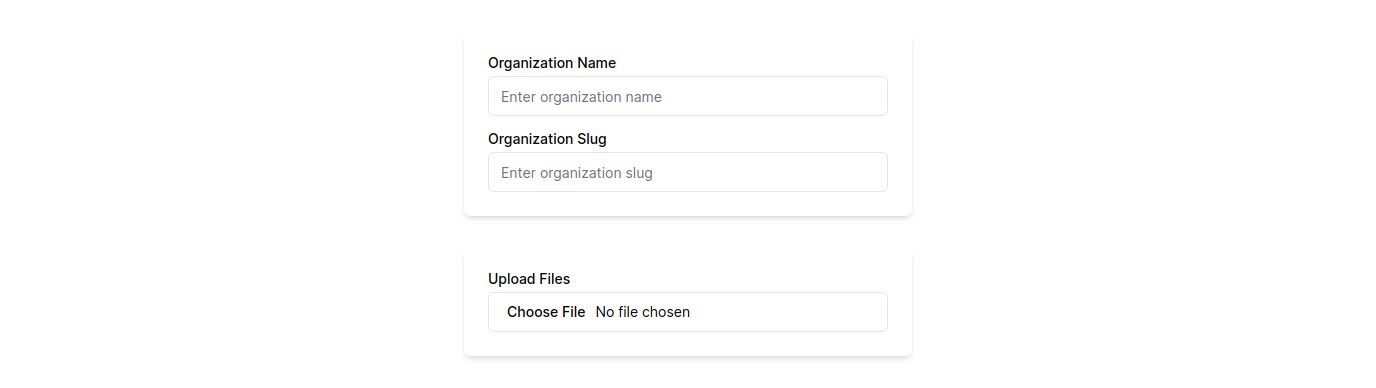 Organization Name
Enter organization name
Organization Slug
Enter organization slug
Upload Files
Choose File No file chosen